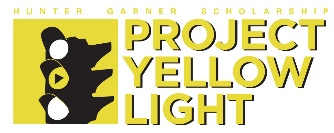 HUNTER GARNER SCHOLARSHIP
PROJECT
YELLOW
LIGHT